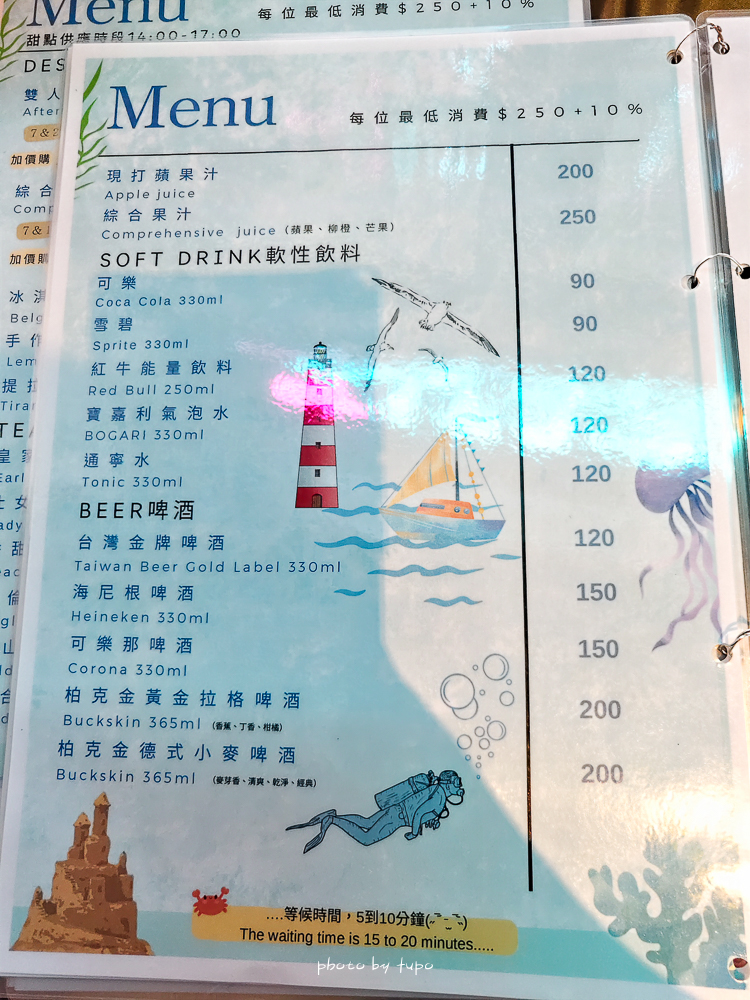 Menu
每位最低消費$250+10%
甜點供應時段14:00-17:00
加價購
Menu
每位最低消費$250+10%
現打蘋果汁 200
Apple juice
綜合果汁 250
Comprehensive juice (蘋果、柳橙、芒果)
SOFT DRINK軟性飲料
可樂 90
Coca Cola 330ml
雪碧 90
Sprite 330ml
紅牛能量飲料 120
Red Bull 250ml
寶嘉利氣泡水 120
BOGARI 330ml
通寧水 120
Tonic 330ml
BEER啤酒
台灣金牌啤酒 120
Taiwan Beer Gold Label 330ml
海尼根啤酒 150
Heineken 330ml
可樂那啤酒 150
Corona 330ml
柏克金黃金拉格啤酒 200
Buckskin 365ml (香蕉、丁香、柑橘)
柏克金德式小麥啤酒 200
Buckskin 365ml (麥芽香、清爽、乾淨、經典)
....等候時間，5到10分鐘
The waiting time is 15 to 20 minutes.....
photo by tupo